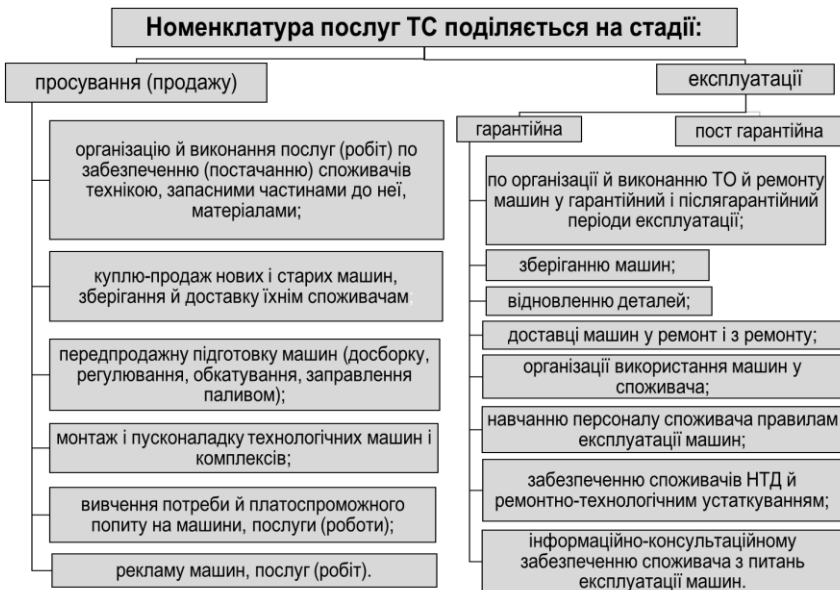 Номенклатура послуг ТС поділяється на стадії:
просування (продажу)
організацію й виконання послуг (робіт) по
забезпеченню (постачанню) споживачів
технікою, запасними частинами до неї,
матеріалами;
куплю-продаж нових і старих машин,
зберігання й доставку їхнім споживачам;
передпродажну підготовку машин (досборку,
регулювання, обкатування, заправлення
паливом);
монтаж і пусконаладку технологічних машин і
комплексів;
вивчення потреби й платоспроможного
попиту на машини, послуги (роботи);
рекламу машин, послуг (робіт).
експлуатації
гарантійна
пост гарантійна
по організації й виконанню ТО й ремонту
машин у гарантійний і післягарантійний
періоди експлуатації;
зберіганню машин;
відновленню деталей;
доставці машин у ремонт і з ремонту;
організації використання машин у
споживача;
навчанню персоналу споживача правилам
експлуатації машин;
забезпеченню споживачів НТД й
ремонтно-технологічним устаткуванням;
інформаційно-консультаційному
забезпеченню споживача з питань
експлуатації машин.